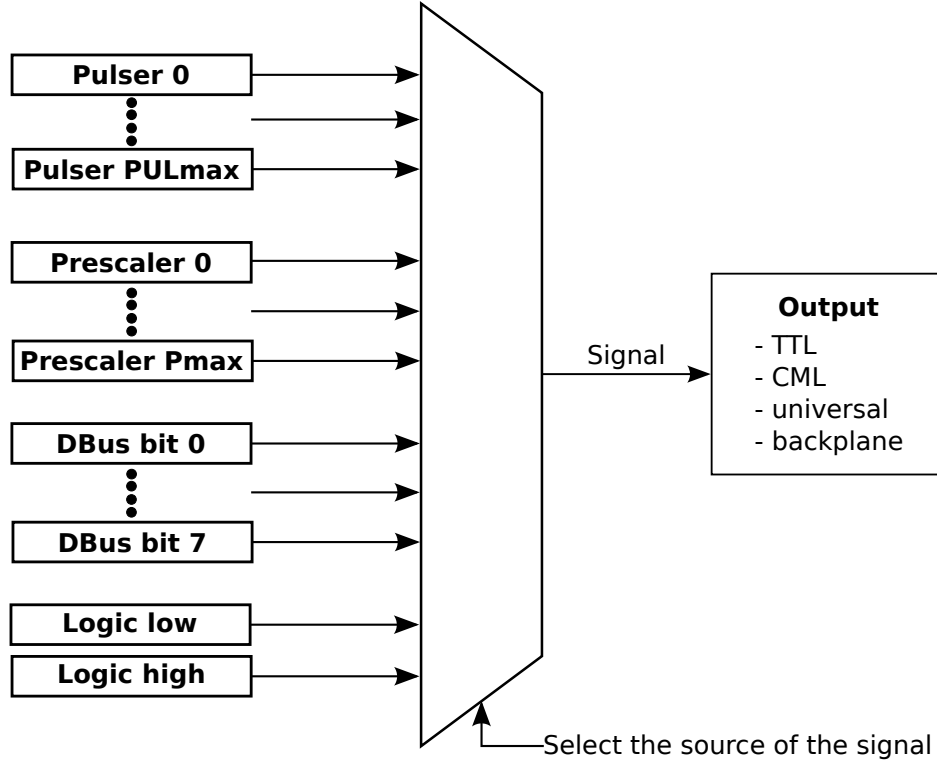 Pulser 0
Pulser PULmax
Prescaler 0
Prescaler Pmax
DBus bit 0
DBus bit 7
Logic low
Logic high
Signal
Output
- TTL
- CML
- universal
- backplane
Select the source of the signal